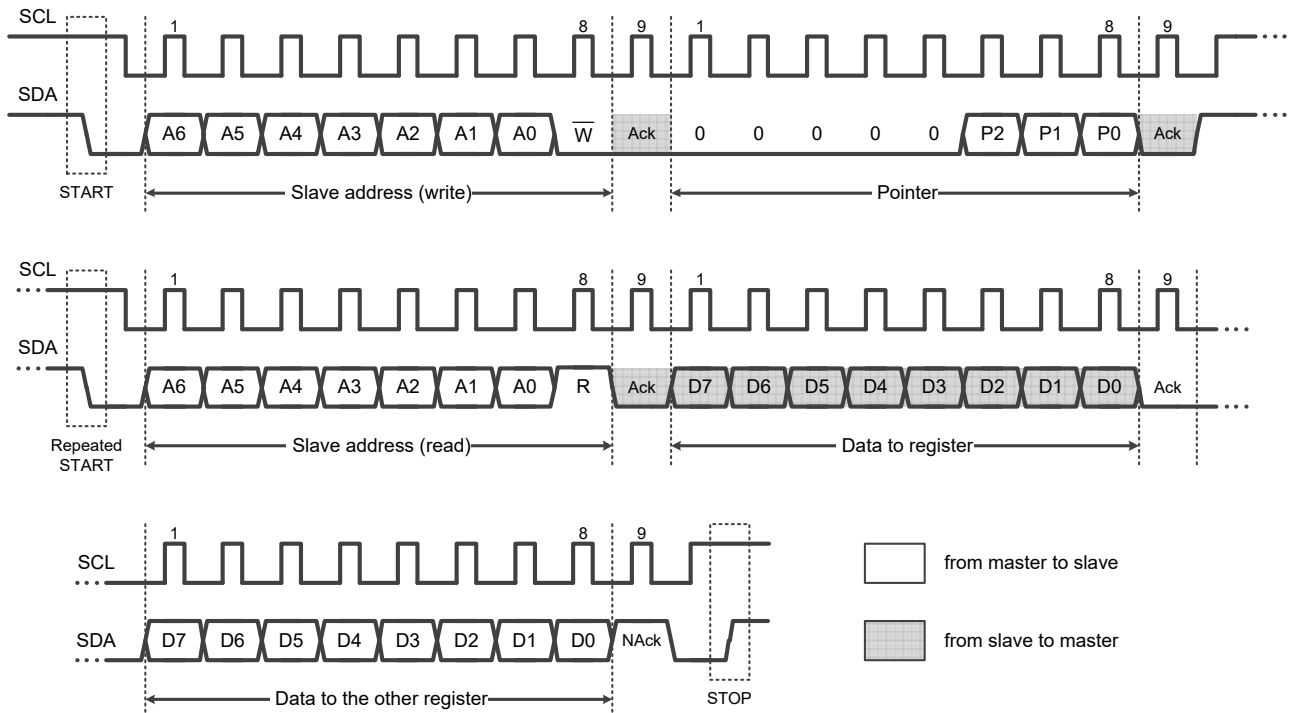 SCL 1 8 9 1 8 9
SDA A6 A5 A4 A3 A2 A1 A0 W̅ Ack 0 0 0 0 0 P2 P1 P0 Ack
START Slave address (write) Pointer
SCL 1 8 9 1 8 9
SDA A6 A5 A4 A3 A2 A1 A0 R Ack D7 D6 D5 D4 D3 D2 D1 D0 Ack
Repeated
START
Slave address (read) Data to register
SCL 1 8 9
SDA D7 D6 D5 D4 D3 D2 D1 D0 NAck
Data to the other register STOP
from master to slave
from slave to master